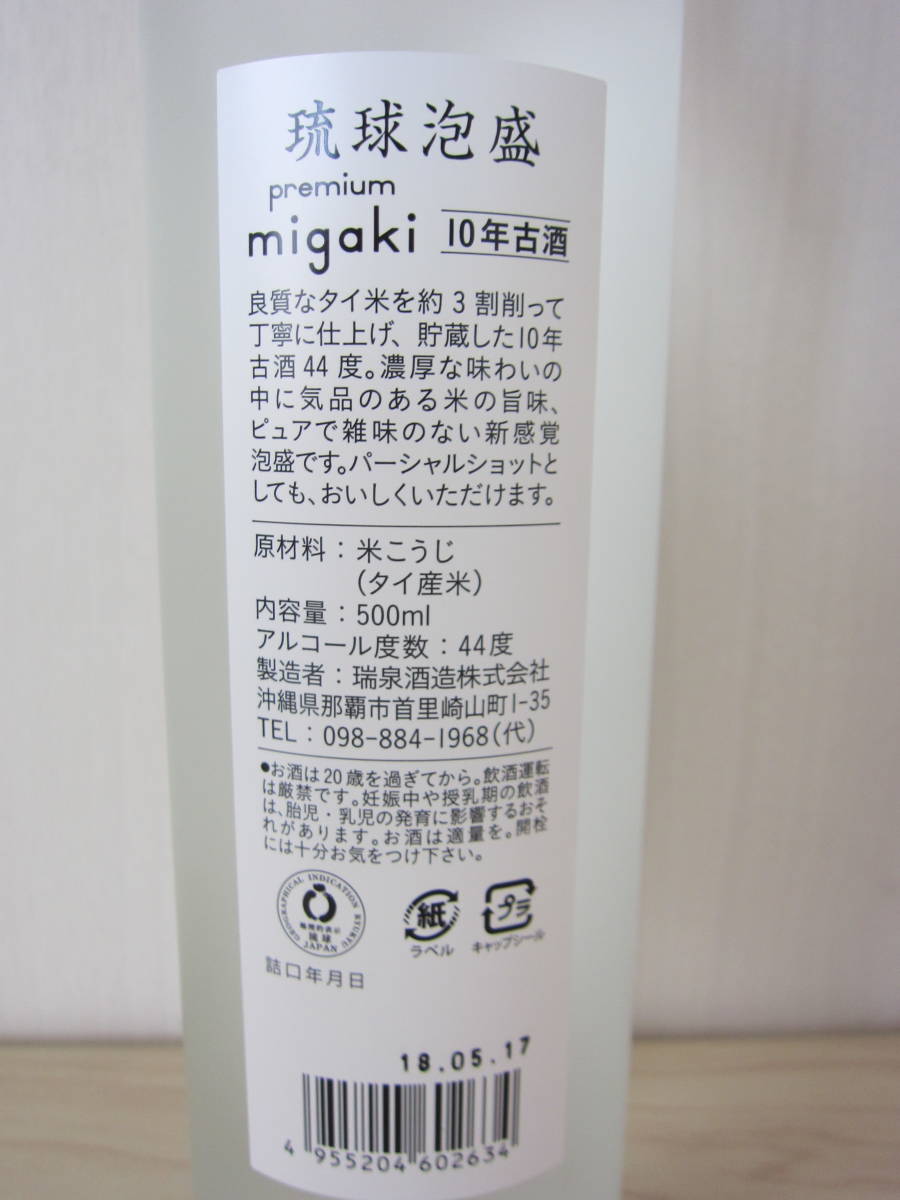 琉球泡盛
premium
migaki 10年古酒
良質なタイ米を約3割削って
丁寧に仕上げ、貯蔵した10年
古酒44度。濃厚な味わいの
中に気品のある米の旨味、
ピュアで雑味のない新感覚
泡盛です。パーシャルショットと
しても、おいしくいただけます。
原材料：米こうじ
（タイ産米）
内容量：500ml
アルコール度数：44度
製造者：瑞泉酒造株式会社
沖縄県那覇市首里崎山町1-35
TEL：098-884-1968（代）
●お酒は20歳を過ぎてから。飲酒運転
は厳禁です。妊娠中や授乳期の飲酒
は、胎児・乳児の発育に影響するおそ
れがあります。お酒は適量を。開栓
には十分お気をつけ下さい。
GEOGRAPHICAL INDICATION RYUKYU
地理的表示
琉球
JAPAN
紙
ラベル
プラ
キャップシール
詰口年月日
18.05.17
4 955204 602634